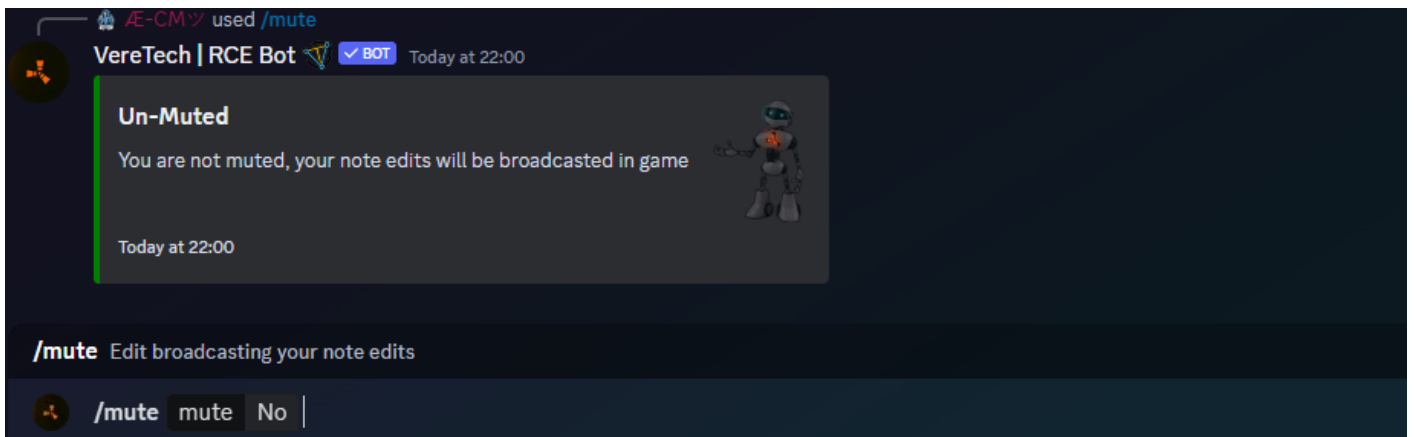 Æ-CMツ used /mute
VereTech | RCE Bot ✓ BOT Today at 22:00
Un-Muted
You are not muted, your note edits will be broadcasted in game
Today at 22:00
/mute Edit broadcasting your note edits
/mute mute No